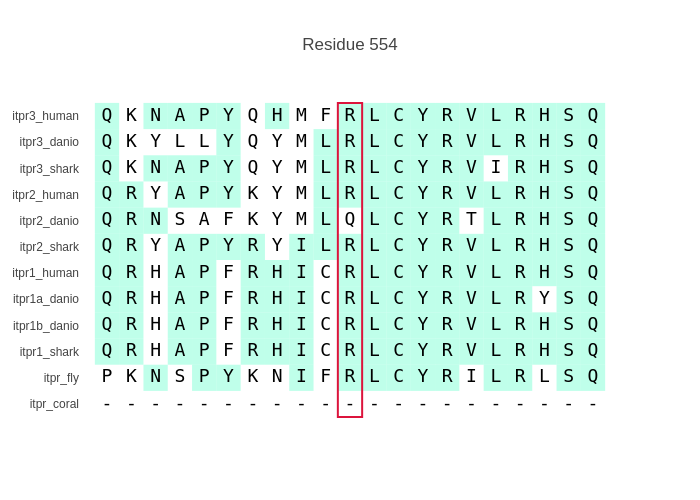 Residue 554
itpr3_human Q K N A P Y Q H M F R L C Y R V L R H S Q
itpr3_danio Q K Y L L Y Q Y M L R L C Y R V L R H S Q
itpr3_shark Q K N A P Y Q Y M L R L C Y R V I R H S Q
itpr2_human Q R Y A P Y K Y M L R L C Y R V L R H S Q
itpr2_danio Q R N S A F K Y M L Q L C Y R T L R H S Q
itpr2_shark Q R Y A P Y R Y I L R L C Y R V L R H S Q
itpr1_human Q R H A P F R H I C R L C Y R V L R H S Q
itpr1a_danio Q R H A P F R H I C R L C Y R V L R Y S Q
itpr1b_danio Q R H A P F R H I C R L C Y R V L R H S Q
itpr1_shark Q R H A P F R H I C R L C Y R V L R H S Q
itpr_fly P K N S P Y K N I F R L C Y R I L R L S Q
itpr_coral - - - - - - - - - - - - - - - - - - - - -